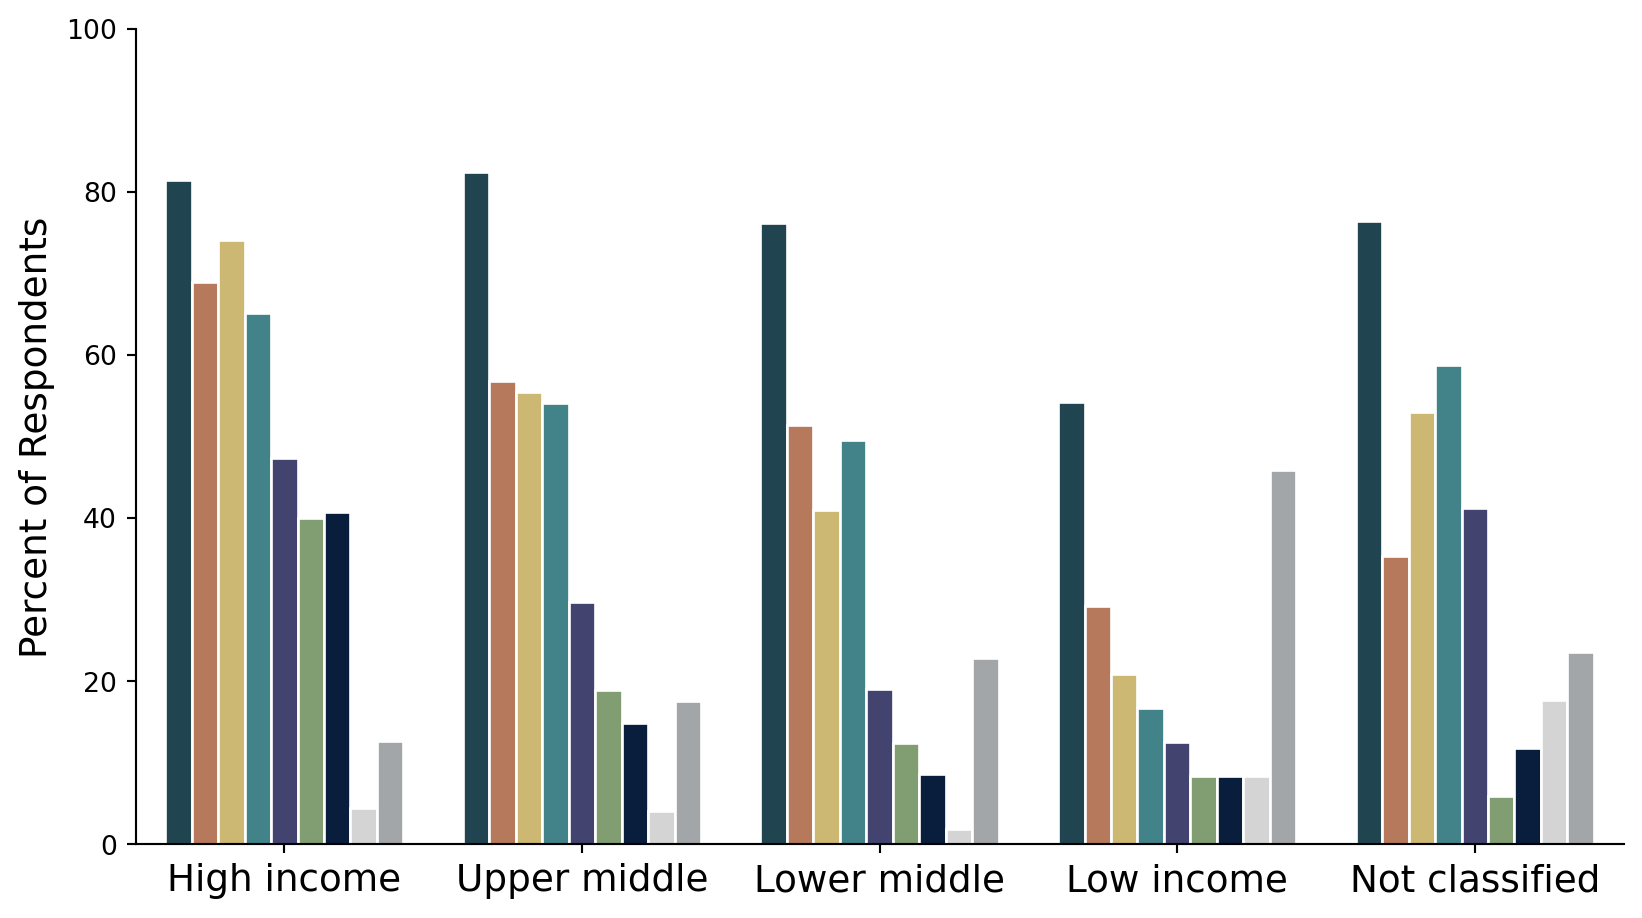 100
80
60
40
20
0
Percent of Respondents
High income
Upper middle
Lower middle
Low income
Not classified